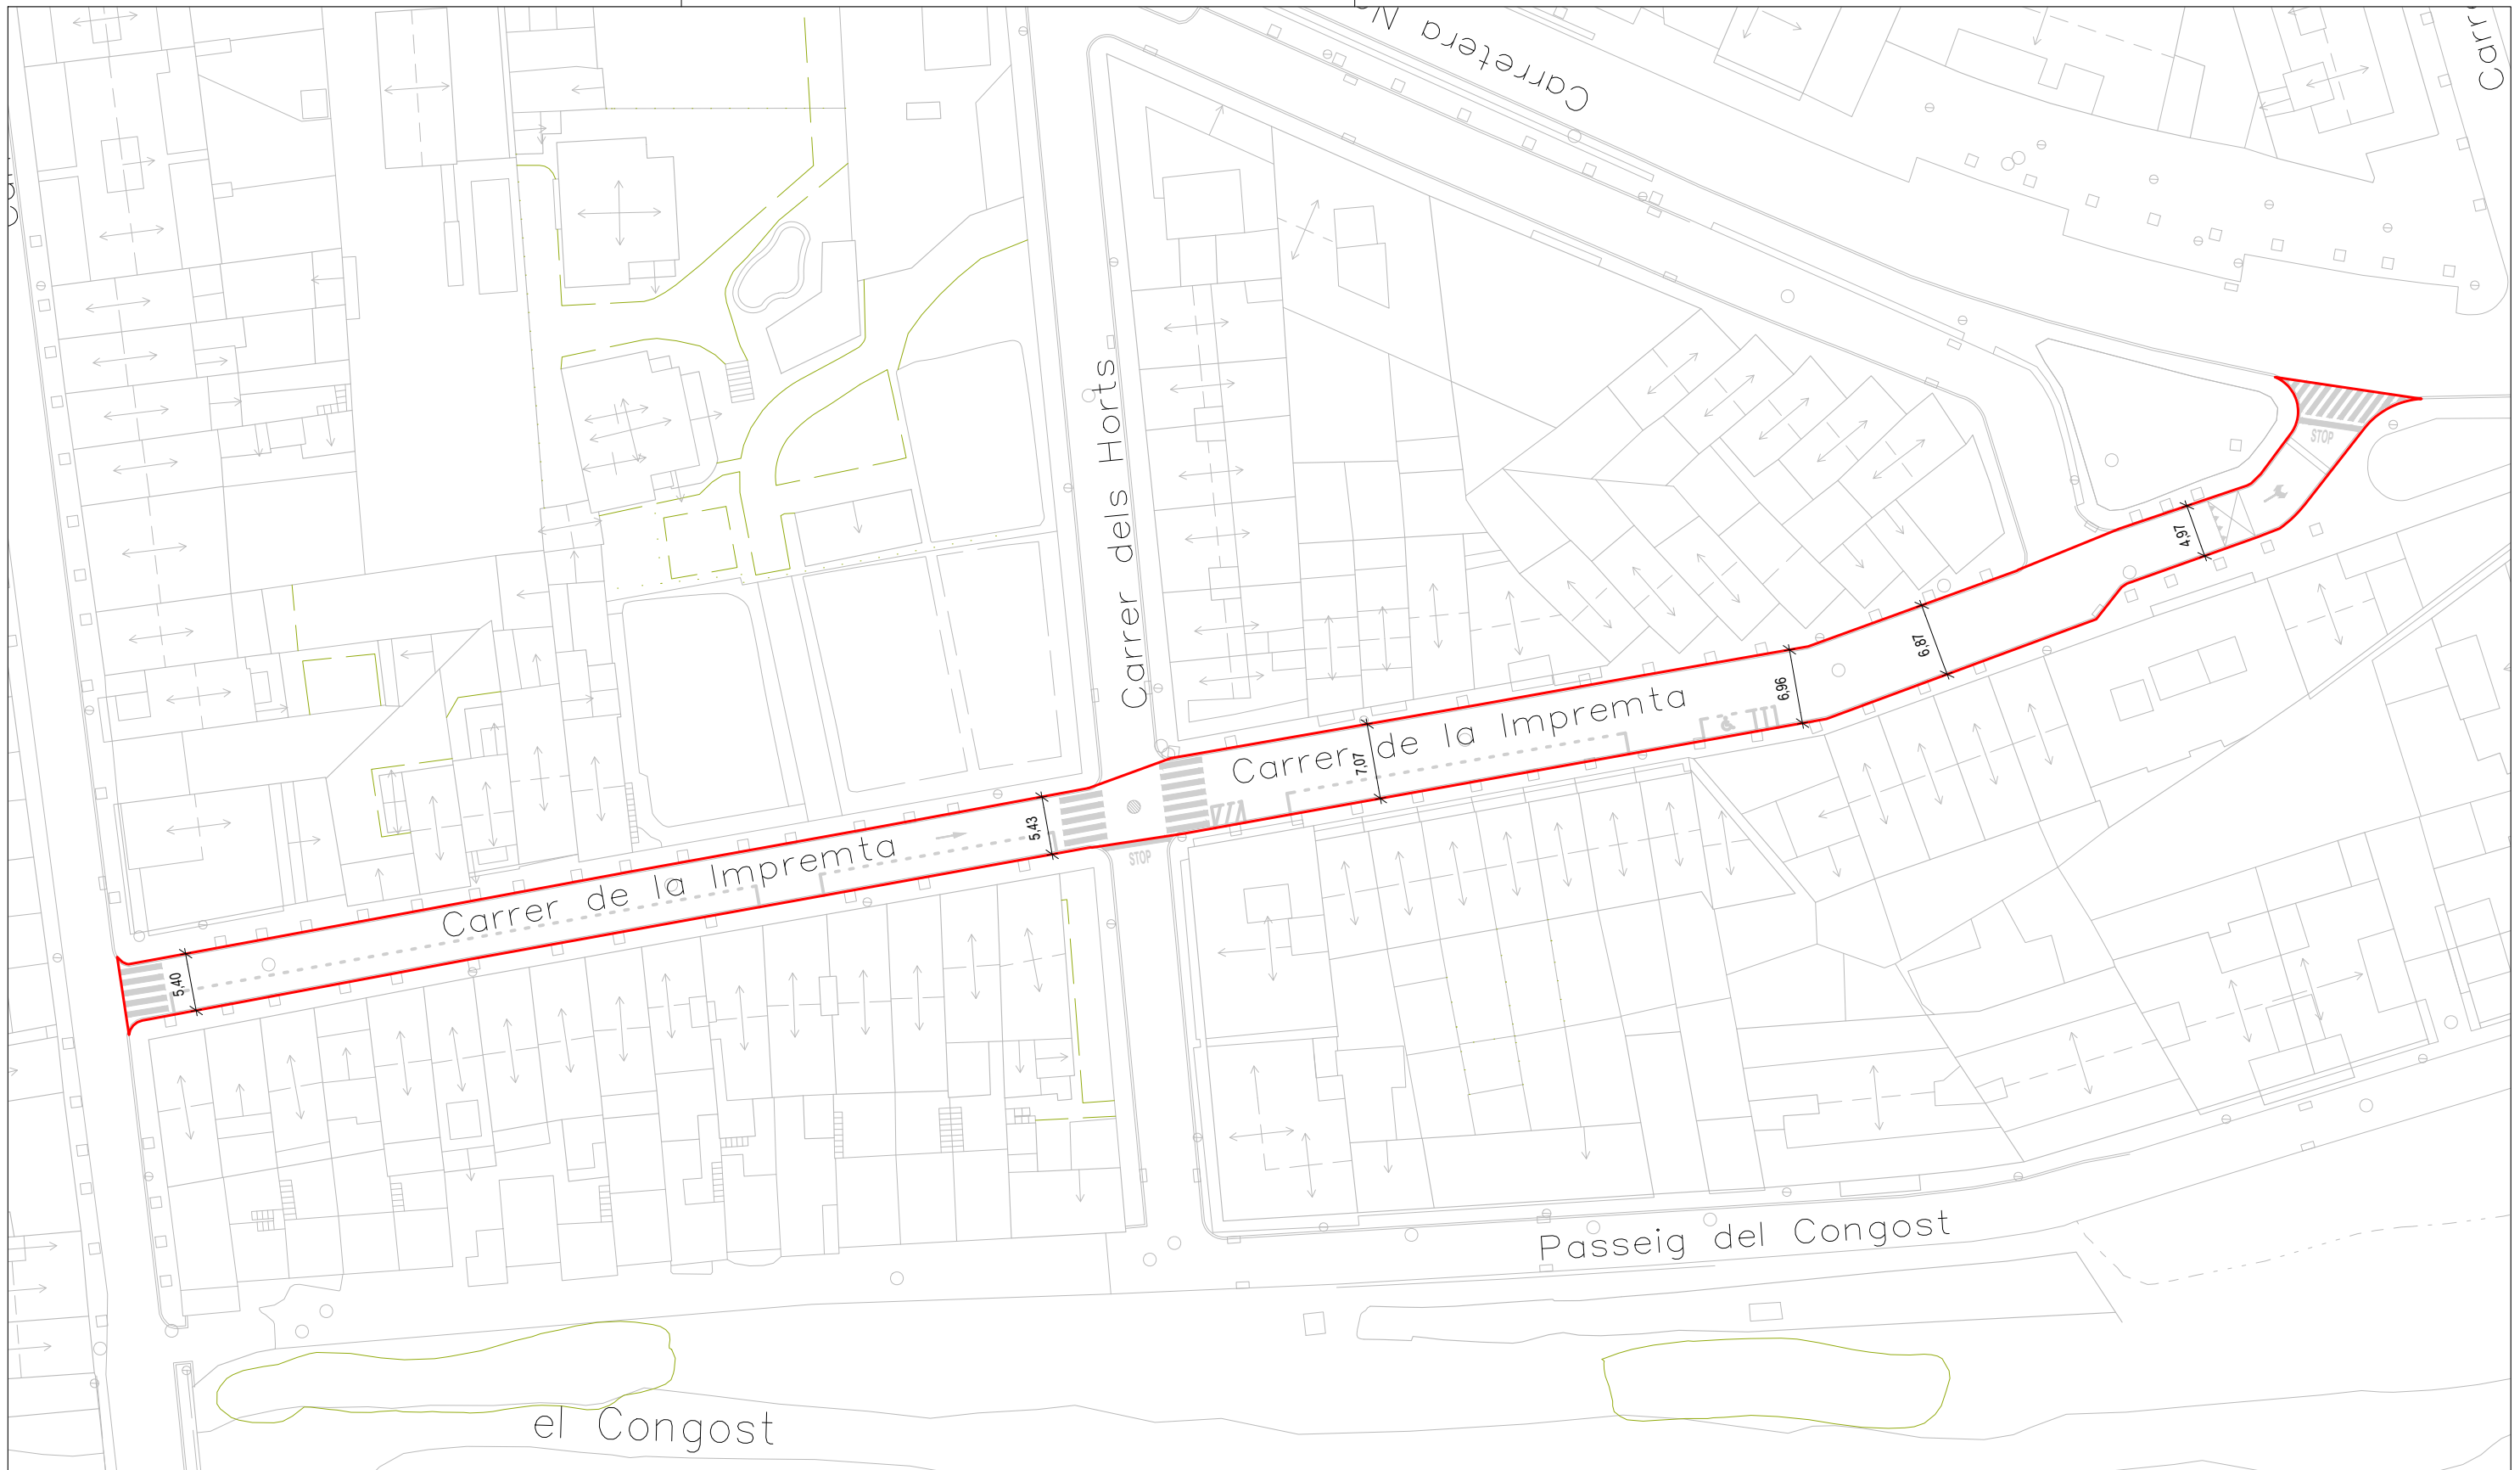 Carretera
STOP
4,97
Carrer dels Horts
6,87
6,96
Carrer de la Impremta
7,07
5,43
STOP
Carrer de la Impremta
5,40
Passeig del Congost
el Congost